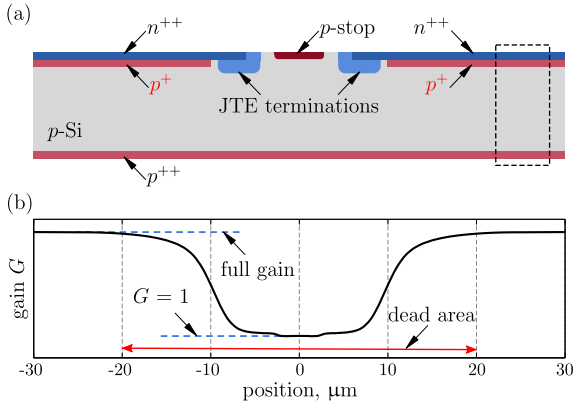 (a)
n⁺⁺ p-stop n⁺⁺
p⁺ p⁺
JTE terminations
p-Si
p⁺⁺
(b)
full gain
gain G
G = 1
dead area
-30 -20 -10 0 10 20 30
position, μm